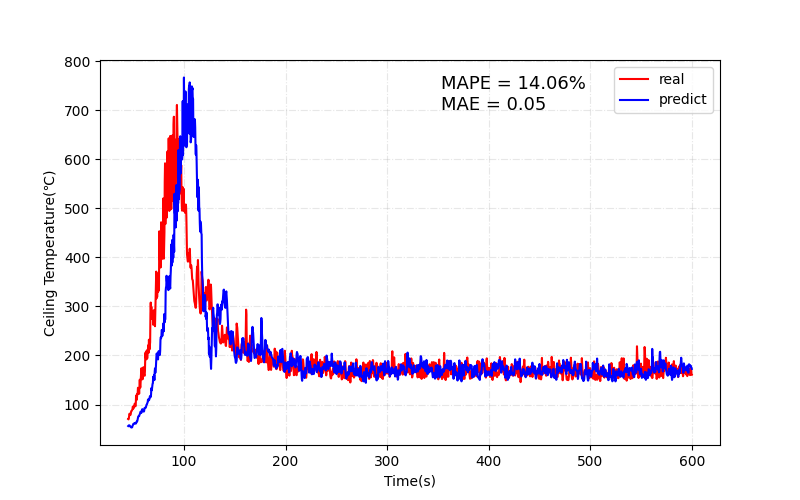 MAPE = 14.06%
MAE = 0.05
real
predict
Ceiling Temperature(℃)
800
700
600
500
400
300
200
100
100 200 300 400 500 600
Time(s)